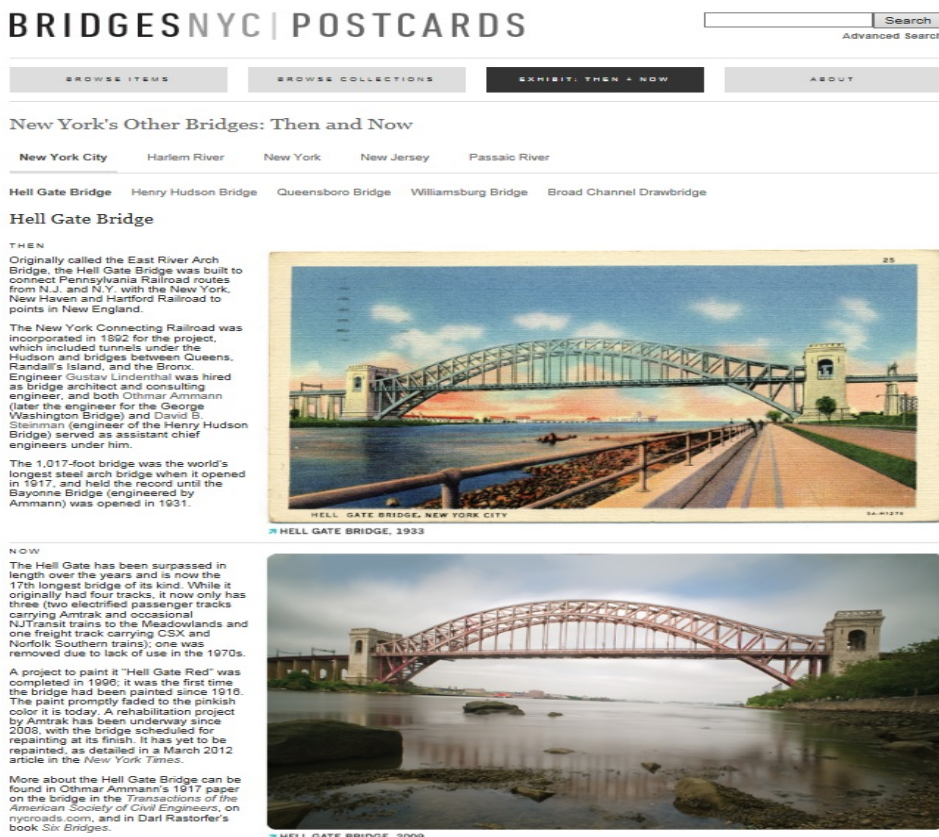 BRIDGESNYC | POSTCARDS
Search
Advanced Search
BROWSE ITEMS
BROWSE COLLECTIONS
EXHIBIT: THEN + NOW
ABOUT
New York's Other Bridges: Then and Now
New York City
Harlem River
New York
New Jersey
Passaic River
Hell Gate Bridge
Henry Hudson Bridge
Queensboro Bridge
Williamsburg Bridge
Broad Channel Drawbridge
Hell Gate Bridge
THEN
Originally called the East River Arch
Bridge, the Hell Gate Bridge was built to
connect Pennsylvania Railroad routes
from N.J. and N.Y. with the New York,
New Haven and Hartford Railroad to
points in New England.
The New York Connecting Railroad was
incorporated in 1892 for the project,
which included tunnels under the
Hudson and bridges between Queens,
Randall's Island, and the Bronx.
Engineer Gustav Lindenthal was hired
as bridge architect and consulting
engineer, and both Othmar Ammann
(later the engineer for the George
Washington Bridge) and David B.
Steinman (engineer of the Henry Hudson
Bridge) served as assistant chief
engineers under him.
The 1,017-foot bridge was the world's
longest steel arch bridge when it opened
in 1917, and held the record until the
Bayonne Bridge (engineered by
Ammann) was opened in 1931.
25
HELL GATE BRIDGE, NEW YORK CITY
HELL GATE BRIDGE, 1933
NOW
The Hell Gate has been surpassed in
length over the years and is now the
17th longest bridge of its kind. While it
originally had four tracks, it now only has
three (two electrified passenger tracks
carrying Amtrak and occasional
NJTransit trains to the Meadowlands and
one freight track carrying CSX and
Norfolk Southern trains); one was
removed due to lack of use in the 1970s.
A project to paint it "Hell Gate Red" was
completed in 1996; it was the first time
the bridge had been painted since 1916.
The paint promptly faded to the pinkish
color it is today. A rehabilitation project
by Amtrak has been underway since
2008, with the bridge scheduled for
repainting at its finish. It has yet to be
repainted, as detailed in a March 2012
article in the New York Times.
More about the Hell Gate Bridge can be
found in Othmar Ammann's 1917 paper
on the bridge in the Transactions of the
American Society of Civil Engineers, on
nycroads.com, and in Darl Rastorfer's
book Six Bridges.
HELL GATE BRIDGE, 2009